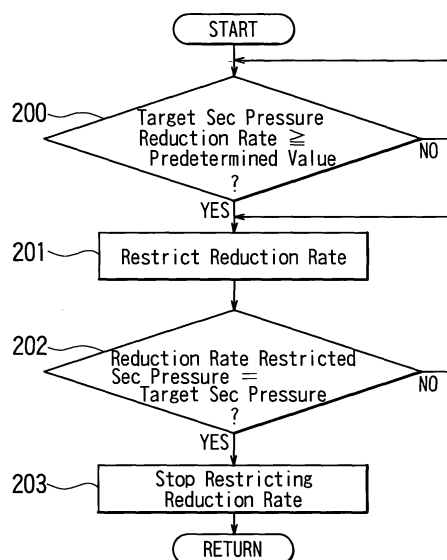 START
200
Target Sec Pressure
Reduction Rate ≧
Predetermined Value
?
NO
YES
201
Restrict Reduction Rate
202
Reduction Rate Restricted
Sec Pressure =
Target Sec Pressure
?
NO
YES
203
Stop Restricting
Reduction Rate
RETURN